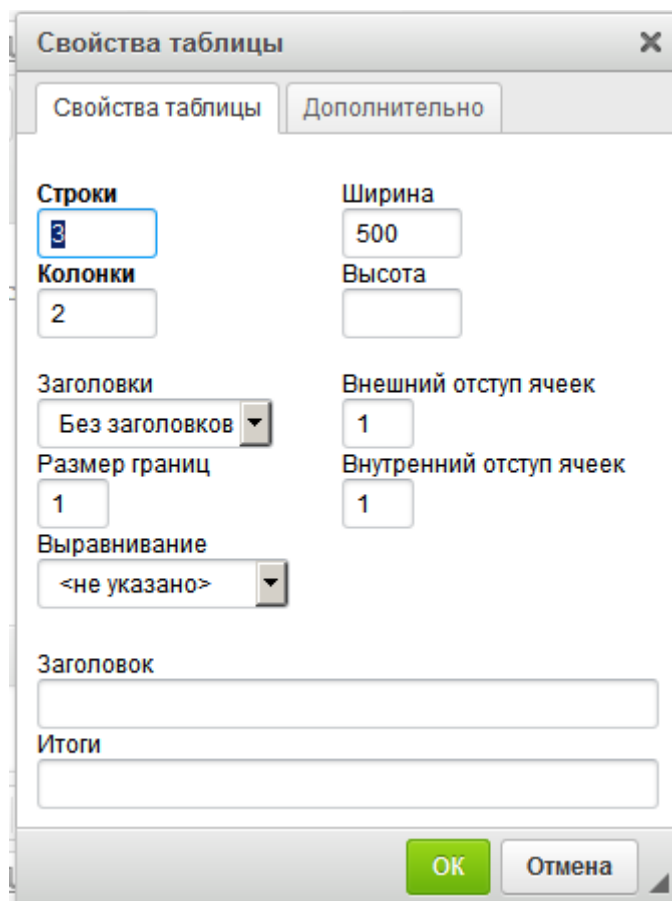 Свойства таблицы
Свойства таблицы Дополнительно
Строки Ширина
3 500
Колонки Высота
2
Заголовки Внешний отступ ячеек
Без заголовков 1
Размер границ Внутренний отступ ячеек
1 1
Выравнивание
<не указано>
Заголовок
Итоги
ОК Отмена